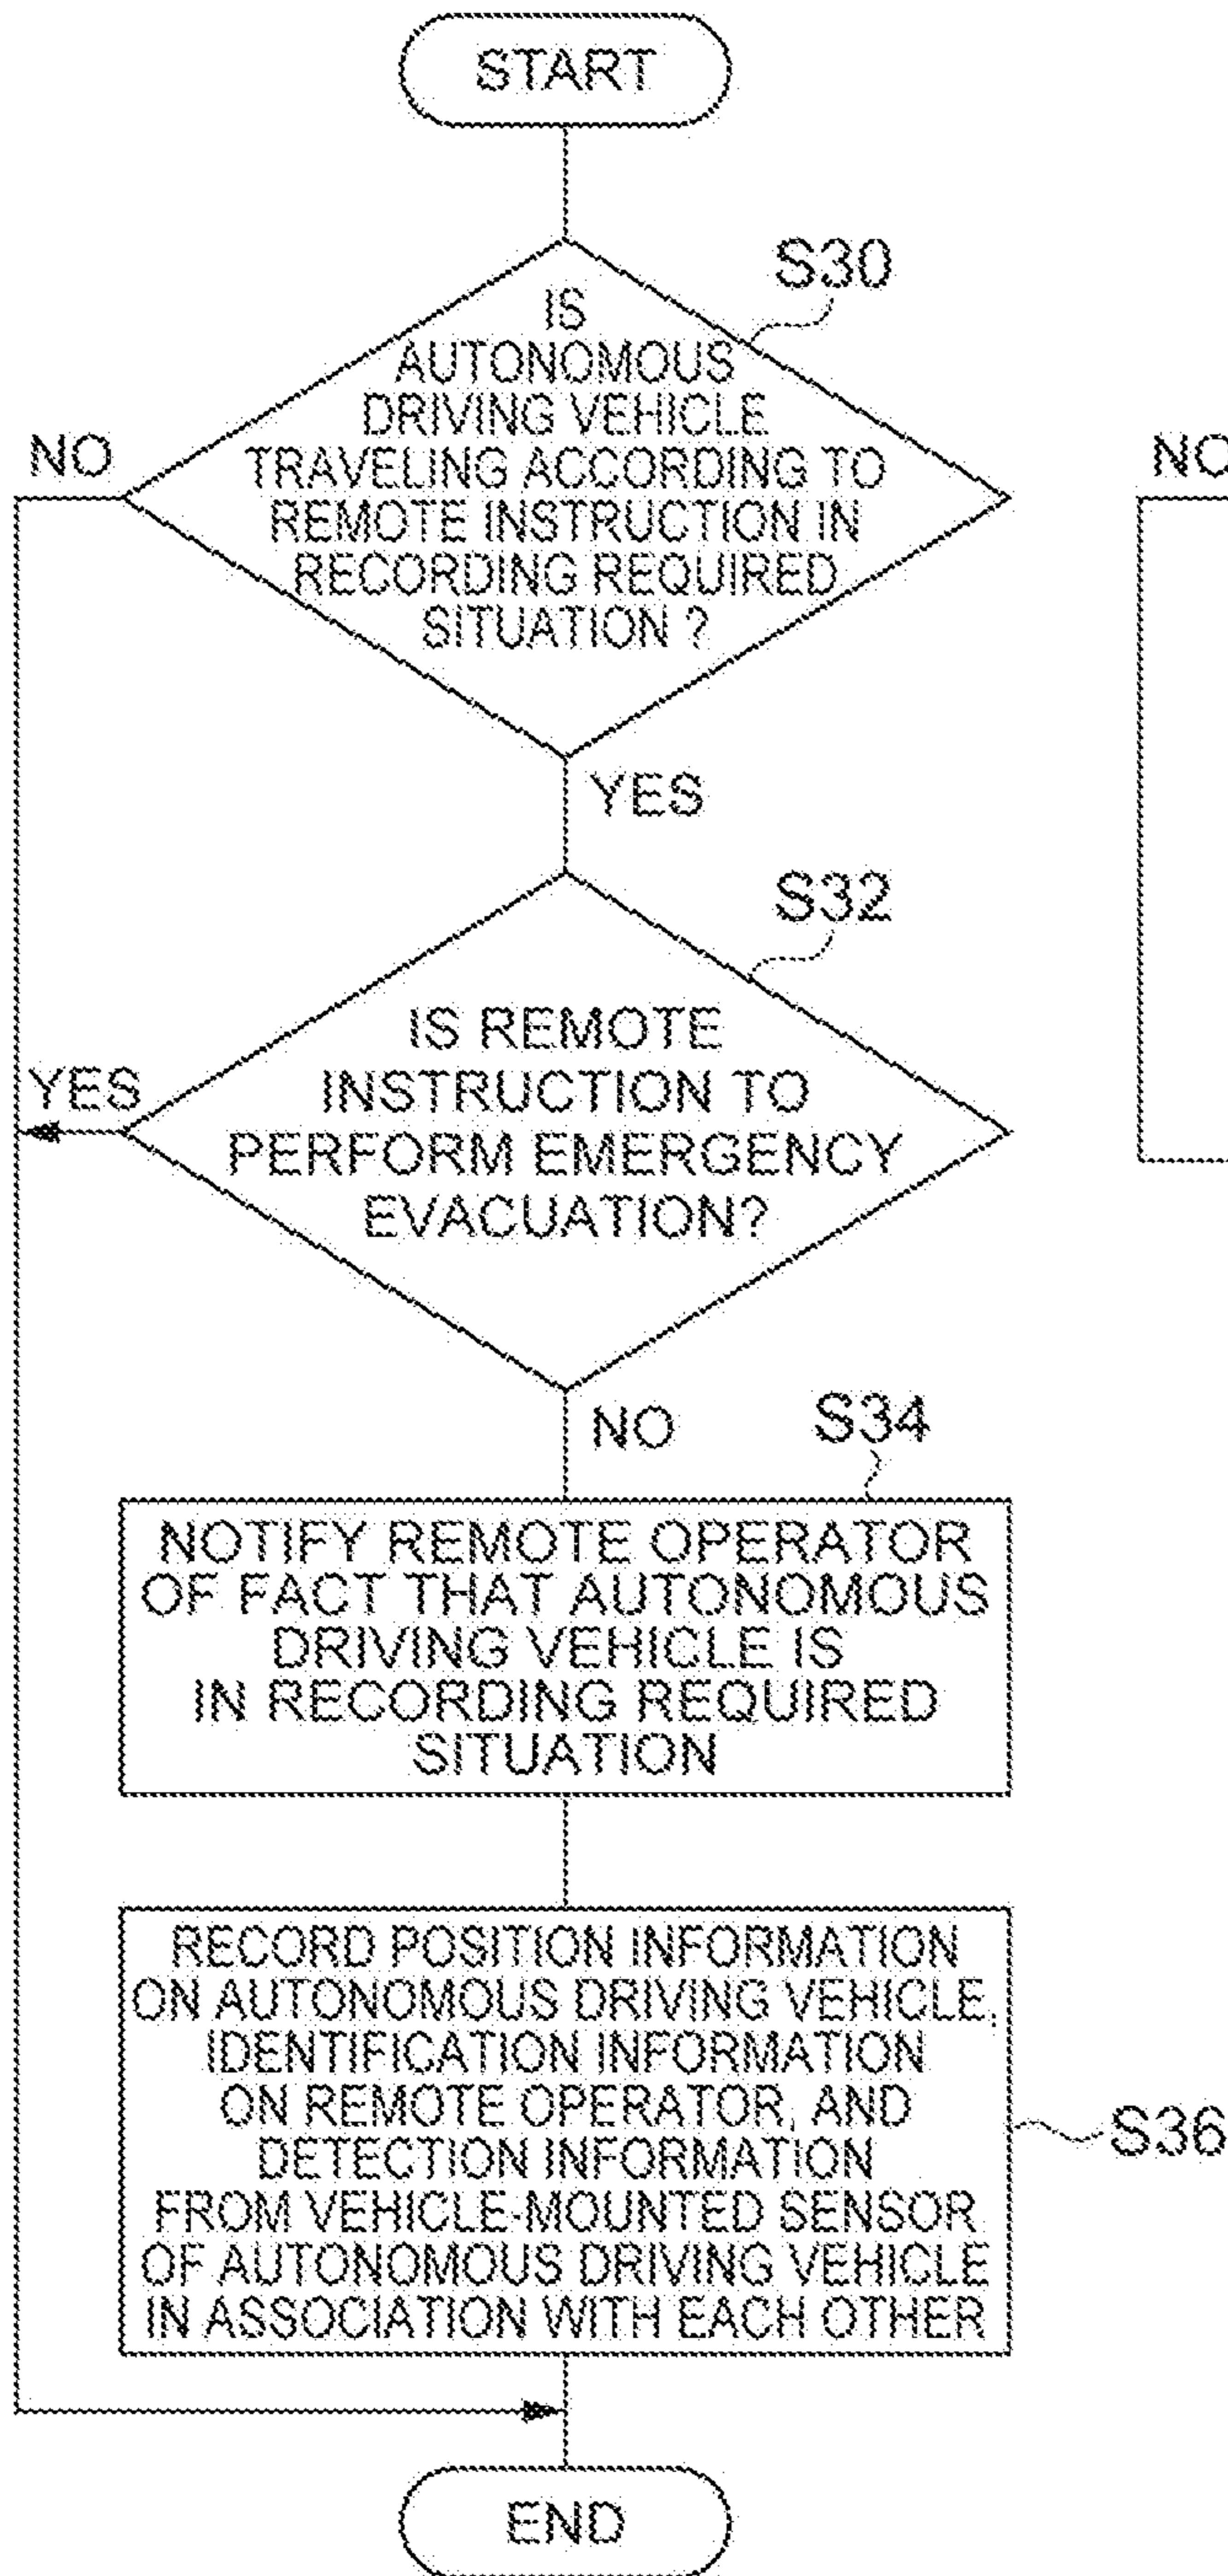 START
S30
IS
AUTONOMOUS
DRIVING VEHICLE
TRAVELING ACCORDING TO
REMOTE INSTRUCTION IN
RECORDING REQUIRED
SITUATION ?
NO
NO
YES
S32
IS REMOTE
INSTRUCTION TO
PERFORM EMERGENCY
EVACUATION?
YES
NO
S34
NOTIFY REMOTE OPERATOR
OF FACT THAT AUTONOMOUS
DRIVING VEHICLE IS
IN RECORDING REQUIRED
SITUATION
RECORD POSITION INFORMATION
ON AUTONOMOUS DRIVING VEHICLE,
IDENTIFICATION INFORMATION
ON REMOTE OPERATOR, AND
DETECTION INFORMATION
FROM VEHICLE-MOUNTED SENSOR
OF AUTONOMOUS DRIVING VEHICLE
IN ASSOCIATION WITH EACH OTHER
S36
END